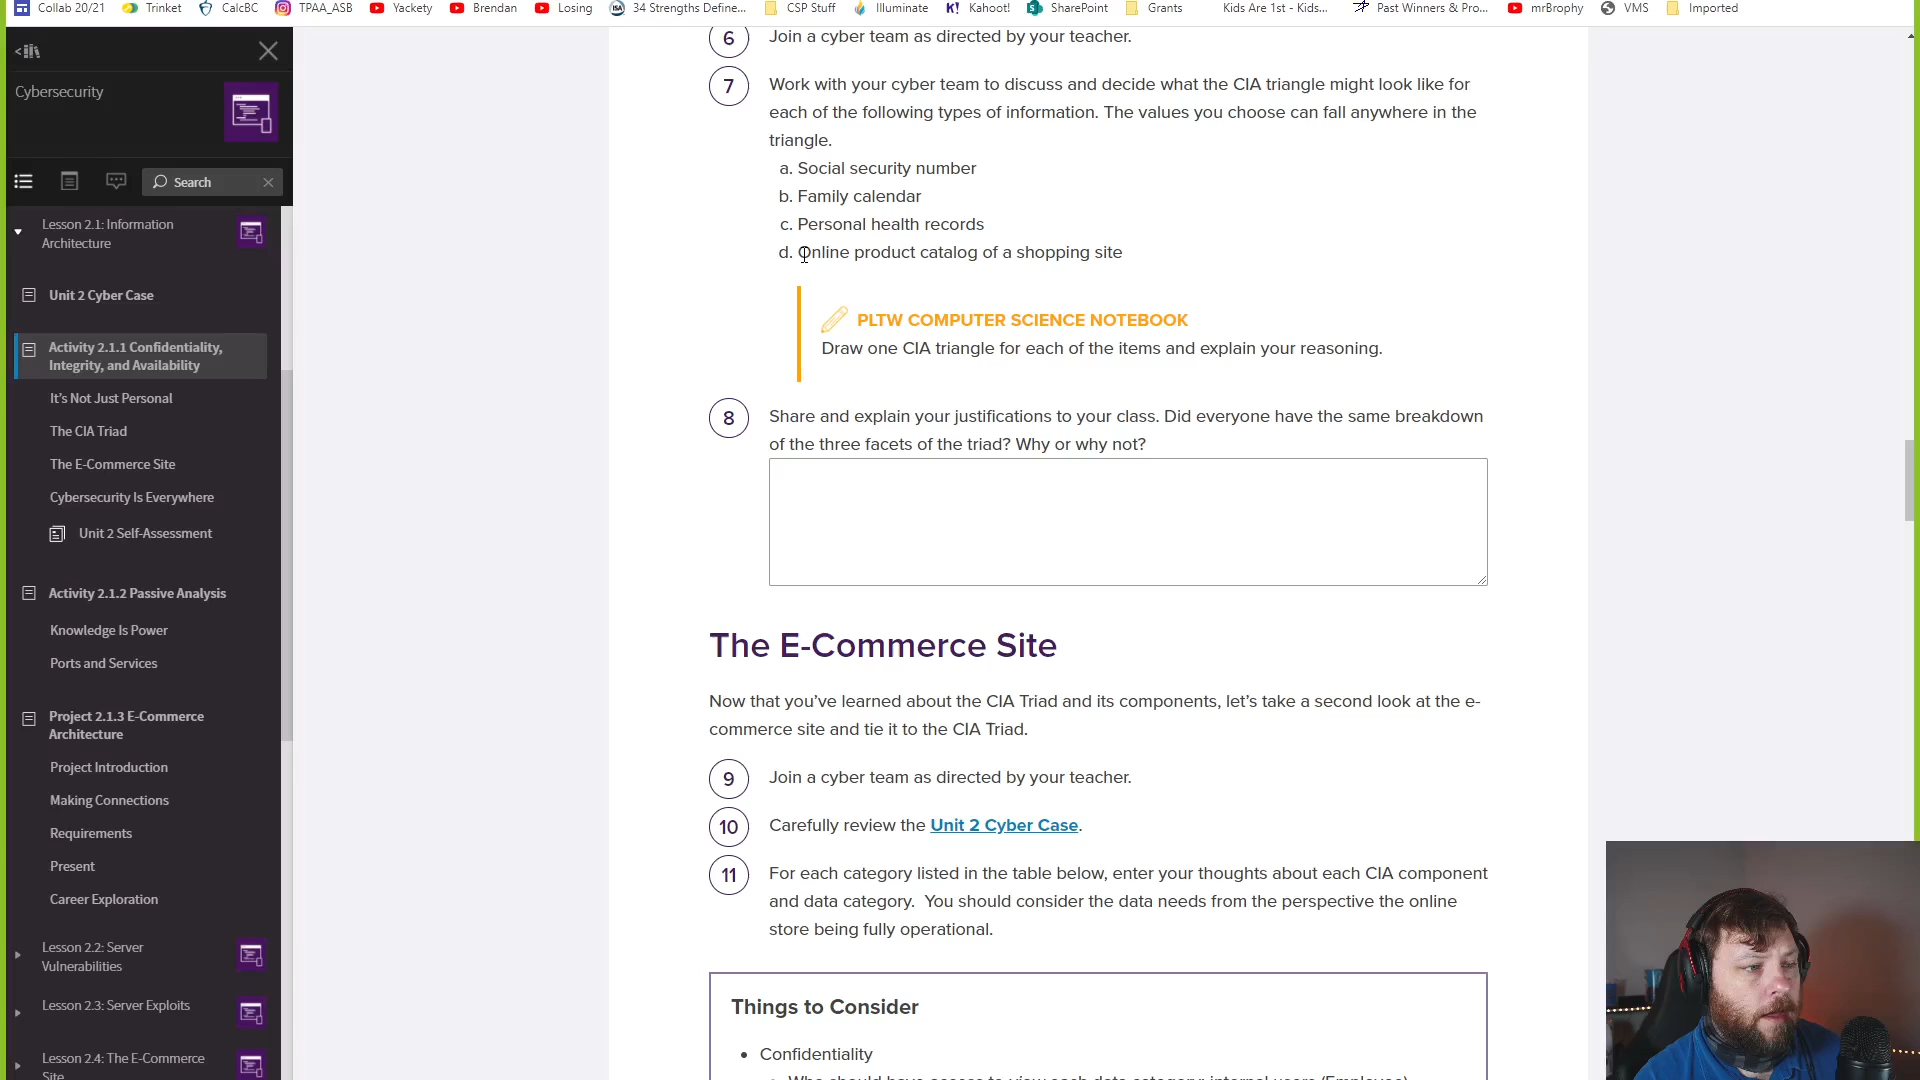 Collab 20/21 Trinket CalcBC TPAA_ASB Yackety Brendan Losing 34 Strengths Define... CSP Stuff Illuminate Kahoot! SharePoint Grants Kids Are 1st - Kids... Past Winners & Pro... mrBrophy VMS Imported
Cybersecurity
Search
Lesson 2.1: Information
Architecture
Unit 2 Cyber Case
Activity 2.1.1 Confidentiality,
Integrity, and Availability
It's Not Just Personal
The CIA Triad
The E-Commerce Site
Cybersecurity Is Everywhere
Unit 2 Self-Assessment
Activity 2.1.2 Passive Analysis
Knowledge Is Power
Ports and Services
Project 2.1.3 E-Commerce
Architecture
Project Introduction
Making Connections
Requirements
Present
Career Exploration
Lesson 2.2: Server
Vulnerabilities
Lesson 2.3: Server Exploits
Lesson 2.4: The E-Commerce
Site
6 Join a cyber team as directed by your teacher.
7 Work with your cyber team to discuss and decide what the CIA triangle might look like for
each of the following types of information. The values you choose can fall anywhere in the
triangle.
a. Social security number
b. Family calendar
c. Personal health records
d. Online product catalog of a shopping site
PLTW COMPUTER SCIENCE NOTEBOOK
Draw one CIA triangle for each of the items and explain your reasoning.
8 Share and explain your justifications to your class. Did everyone have the same breakdown
of the three facets of the triad? Why or why not?
The E-Commerce Site
Now that you've learned about the CIA Triad and its components, let's take a second look at the e-
commerce site and tie it to the CIA Triad.
9 Join a cyber team as directed by your teacher.
10 Carefully review the Unit 2 Cyber Case.
11 For each category listed in the table below, enter your thoughts about each CIA component
and data category. You should consider the data needs from the perspective the online
store being fully operational.
Things to Consider
• Confidentiality
Who should have access to view each data category: internal users (Employee)